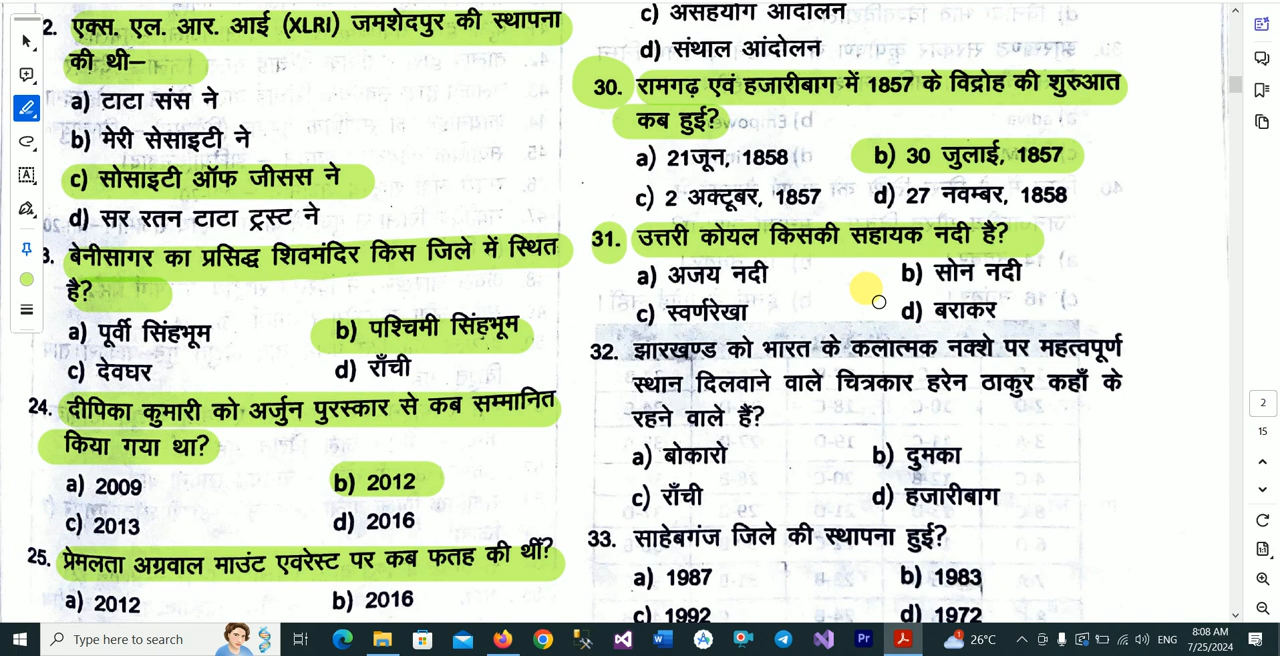 2. एक्स. एल. आर. आई (XLRI) जमशेदपुर की स्थापना
की थी–
a) टाटा संस ने
b) मेरी सेसाइटी ने
c) सोसाइटी ऑफ जीसस ने
d) सर रतन टाटा ट्रस्ट ने
3. बेनीसागर का प्रसिद्ध शिवमंदिर किस जिले में स्थित
है?
a) पूर्वी सिंहभूम
b) पश्चिमी सिंहभूम
c) देवघर
d) राँची
24. दीपिका कुमारी को अर्जुन पुरस्कार से कब सम्मानित
किया गया था?
a) 2009
b) 2012
c) 2013
d) 2016
25. प्रेमलता अग्रवाल माउंट एवरेस्ट पर कब फतह की थीं?
a) 2012
b) 2016
c) असहयोग आंदोलन
d) संथाल आंदोलन
30. रामगढ़ एवं हजारीबाग में 1857 के विद्रोह की शुरुआत
कब हुई?
a) 21जून, 1858
b) 30 जुलाई, 1857
c) 2 अक्टूबर, 1857
d) 27 नवम्बर, 1858
31. उत्तरी कोयल किसकी सहायक नदी है?
a) अजय नदी
b) सोन नदी
c) स्वर्णरेखा
d) बराकर
32. झारखण्ड को भारत के कलात्मक नक्शे पर महत्वपूर्ण
स्थान दिलवाने वाले चित्रकार हरेन ठाकुर कहाँ के
रहने वाले हैं?
a) बोकारो
b) दुमका
c) राँची
d) हजारीबाग
33. साहेबगंज जिले की स्थापना हुई?
a) 1987
b) 1983
c) 1992
d) 1972
2
15
Type here to search
26°C
ENG
8:08 AM
7/25/2024